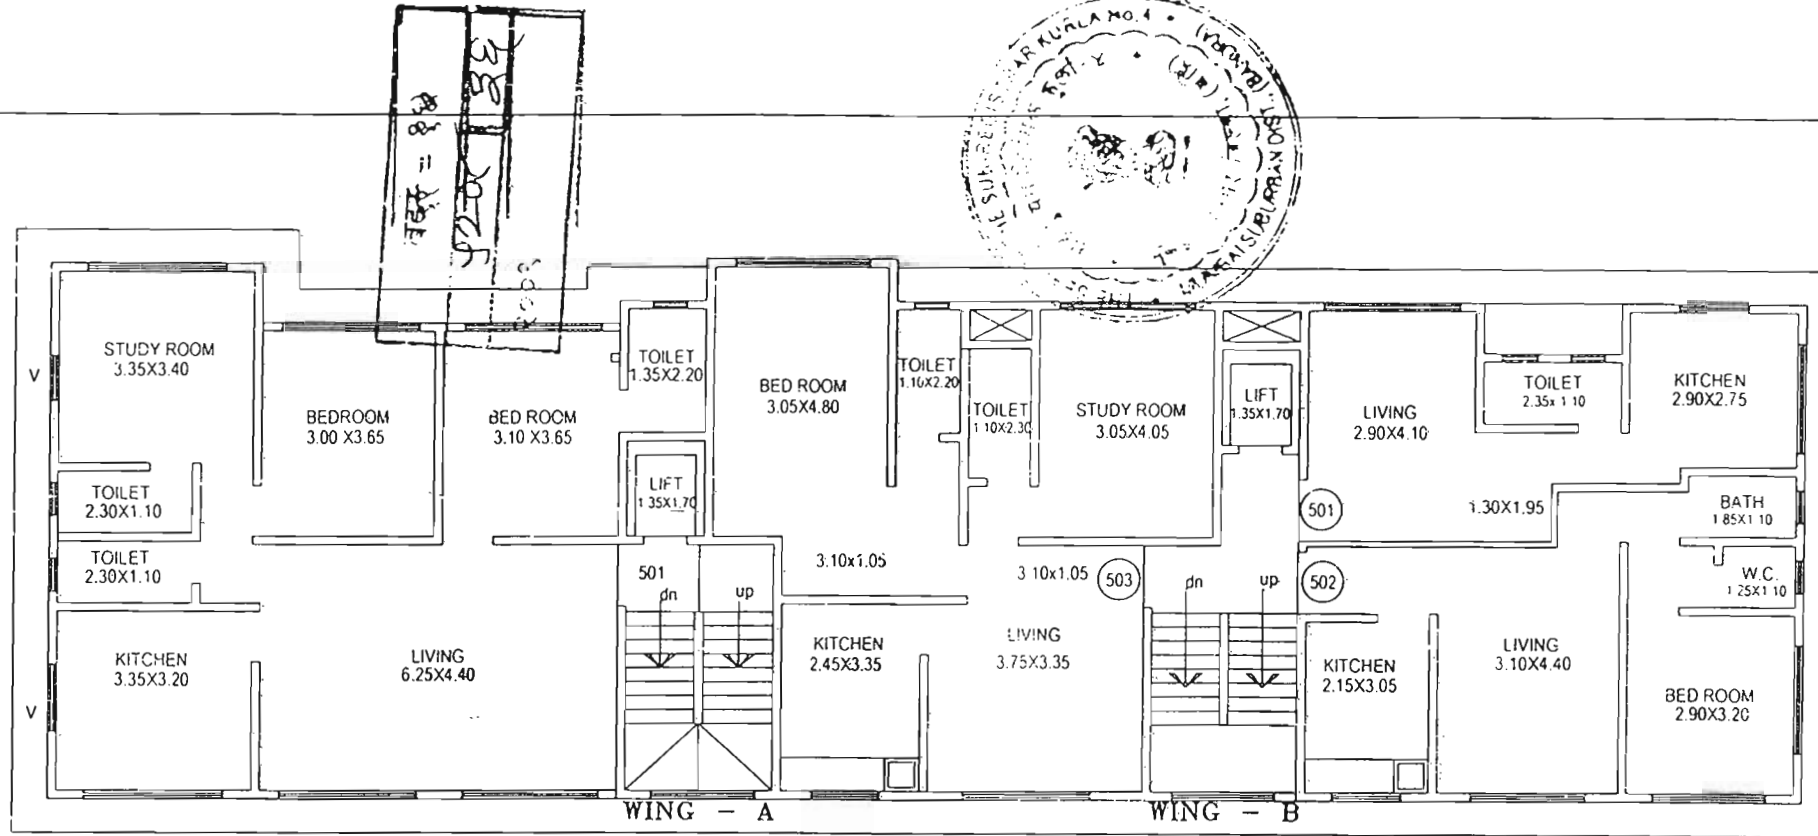 STUDY ROOM
3.35X3.40
BEDROOM
3.00 X3.65
BED ROOM
3.10 X3.65
TOILET
1.35X2.20
BED ROOM
3.05X4.80
TOILET
1.10X2.20
TOILET
1.10X2.30
STUDY ROOM
3.05X4.05
LIFT
1.35X1.70
LIVING
2.90X4.10
TOILET
2.35x 1.10
KITCHEN
2.90X2.75
V
TOILET
2.30X1.10
LIFT
1.35X1.70
501
1.30X1.95
BATH
1.85X1.10
TOILET
2.30X1.10
501
dn
up
3.10x1.05
3.10x1.05
503
dn
up
502
W.C.
1.25X1.10
KITCHEN
3.35X3.20
LIVING
6.25X4.40
KITCHEN
2.45X3.35
LIVING
3.75X3.35
KITCHEN
2.15X3.05
LIVING
3.10X4.40
BED ROOM
2.90X3.20
V
WING - A
WING - B